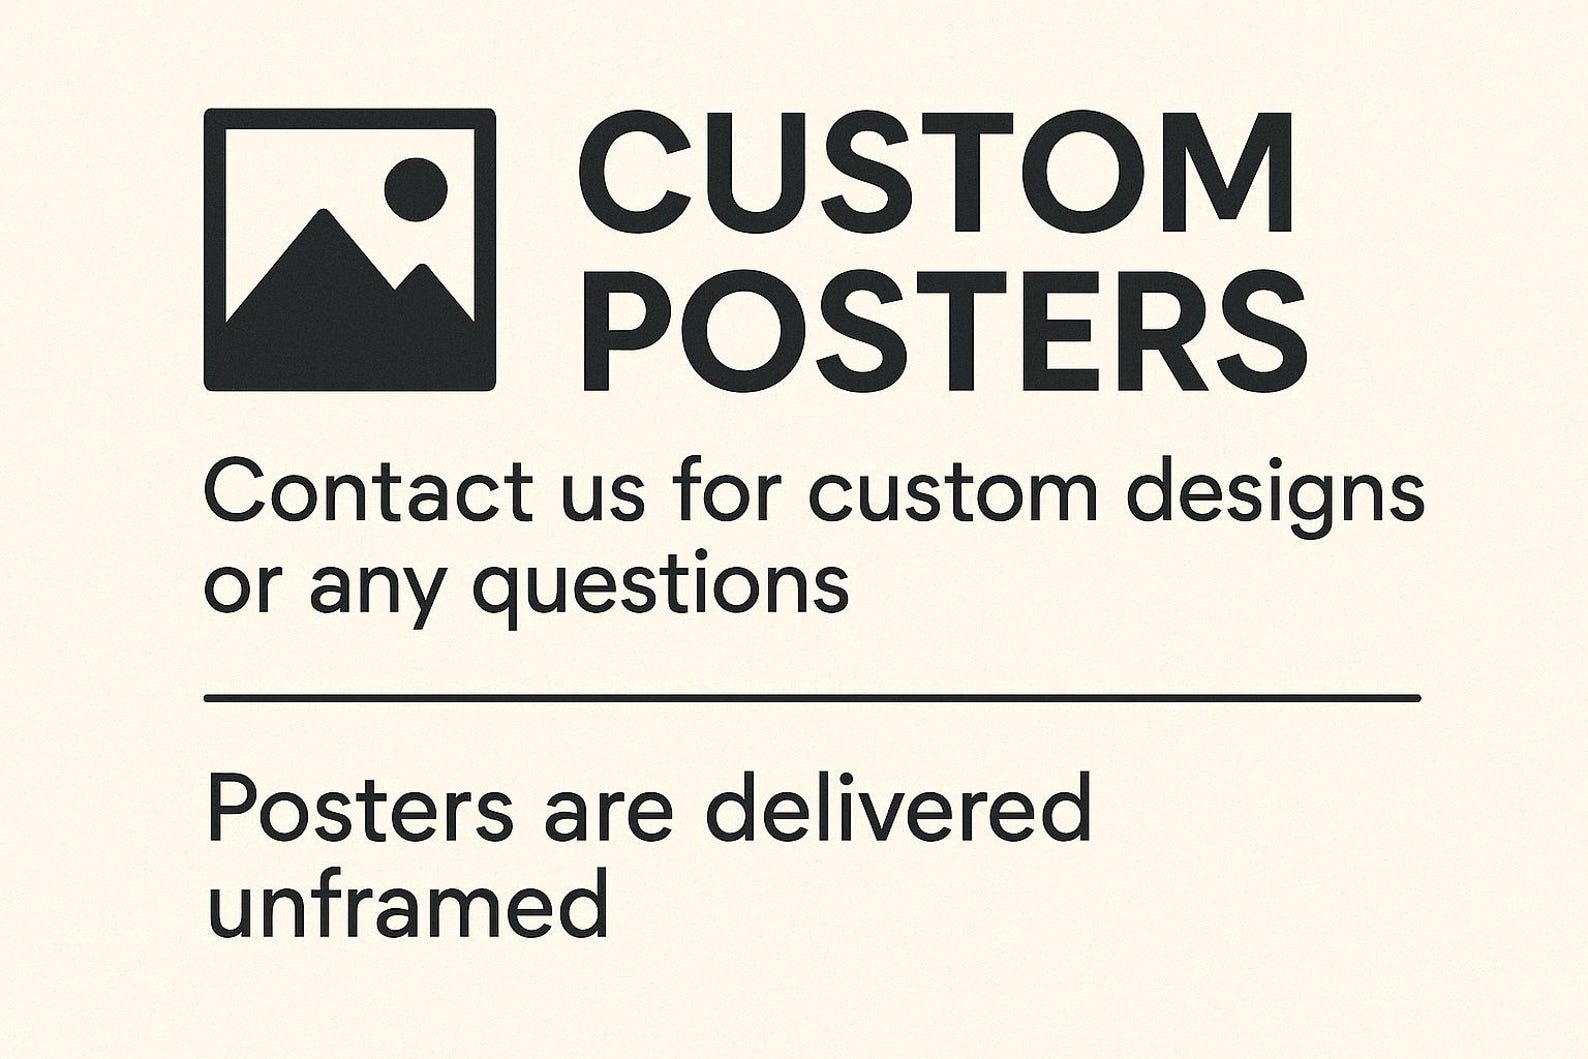 CUSTOM
POSTERS
Contact us for custom designs
or any questions
Posters are delivered
unframed